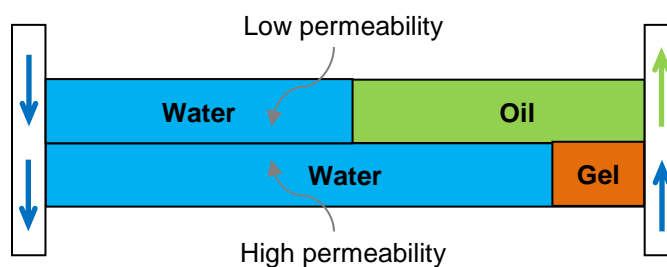 Low permeability
Water
Oil
Water
Gel
High permeability